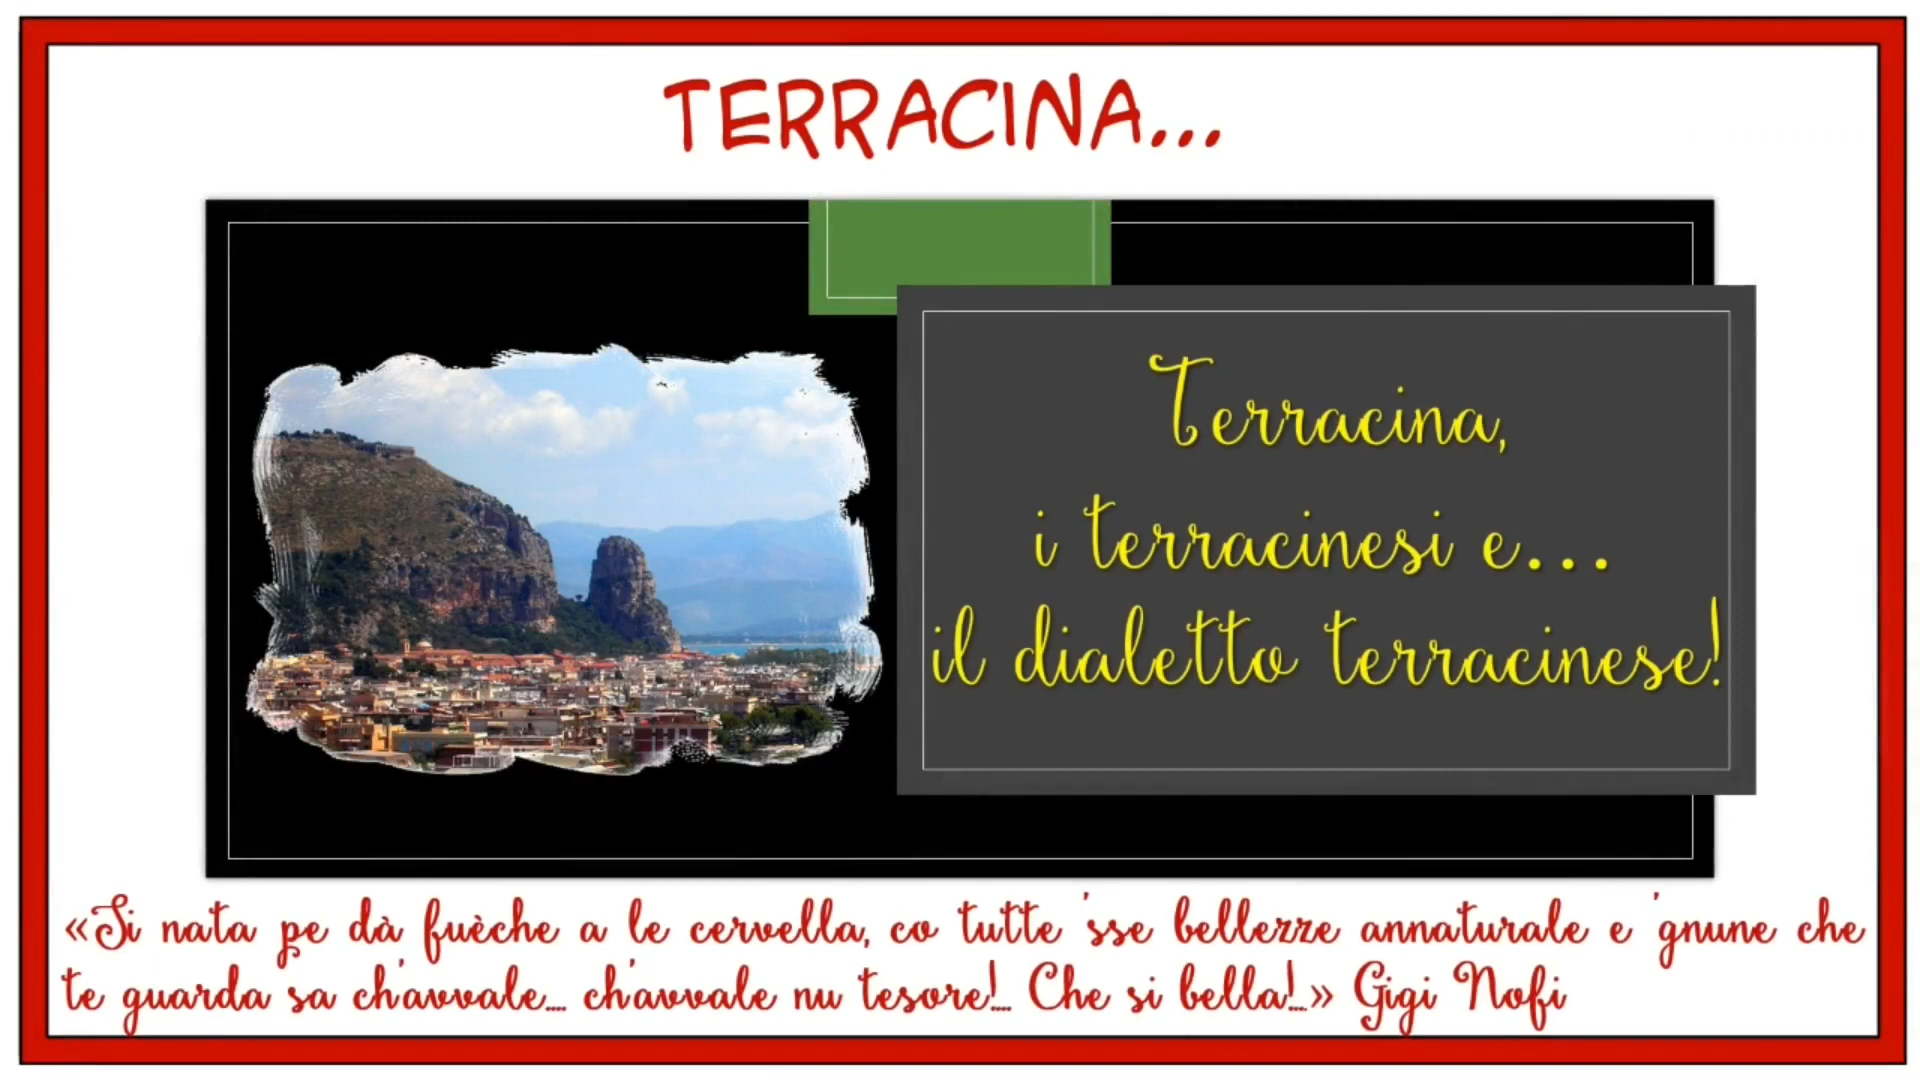 TERRACINA...
Terracina,
i terracinesi e...
il dialetto terracinese!
«Si nata pe dà fuèche a le cervella, co tutte 'sse bellezze annaturale e 'gnune che
te guarda sa ch'avvale.... ch'avvale nu tesore!.... Che si bella!...» Gigi Nofi